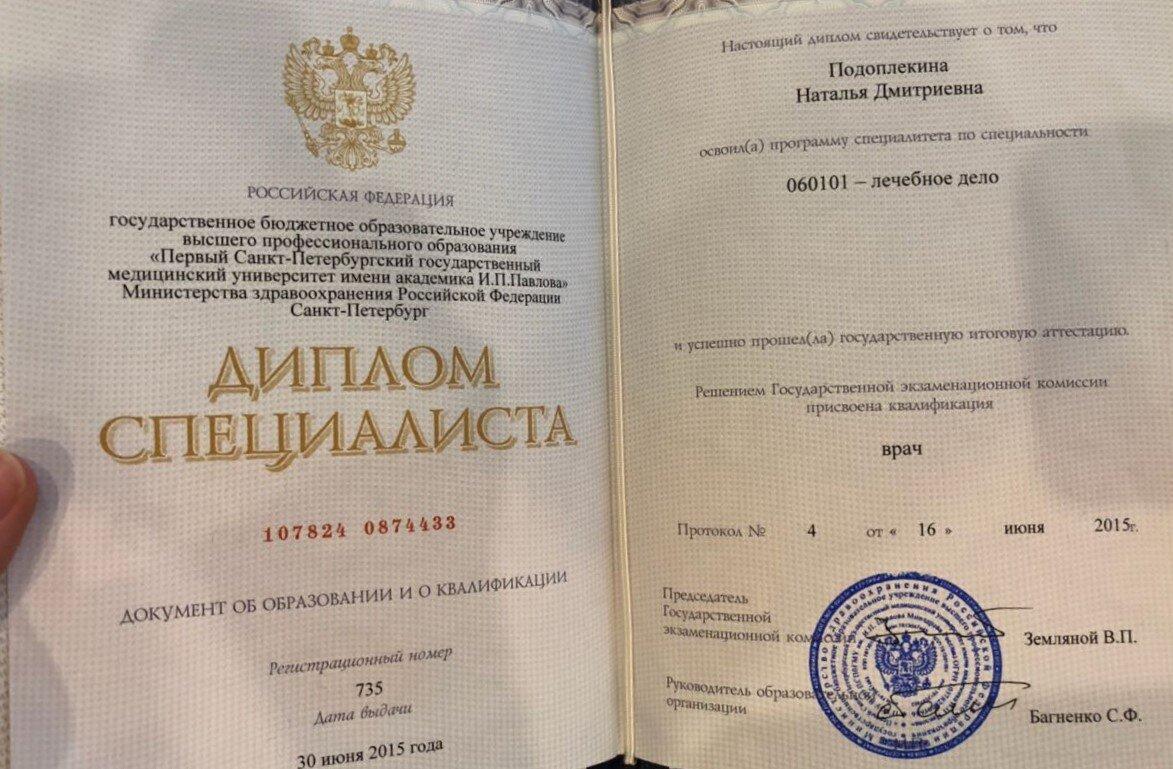 РОССИЙСКАЯ ФЕДЕРАЦИЯ
государственное бюджетное образовательное учреждение
высшего профессионального образования
«Первый Санкт-Петербургский государственный
медицинский университет имени академика И.П.Павлова»
Министерства здравоохранения Российской Федерации
Санкт-Петербург
ДИПЛОМ
СПЕЦИАЛИСТА
107824 0874433
ДОКУМЕНТ ОБ ОБРАЗОВАНИИ И О КВАЛИФИКАЦИИ
Регистрационный номер
735
Дата выдачи
30 июня 2015 года
Настоящий диплом свидетельствует о том, что
Подоплекина
Наталья Дмитриевна
освоил(а) программу специалитета по специальности
060101 – лечебное дело
и успешно прошел(ла) государственную итоговую аттестацию.
Решением Государственной экзаменационной комиссии
присвоена квалификация
врач
Протокол № 4 от « 16 » июня 2015г.
Председатель
Государственной
экзаменационной комиссии
Земляной В.П.
Руководитель образовательной
организации
Багненко С.Ф.